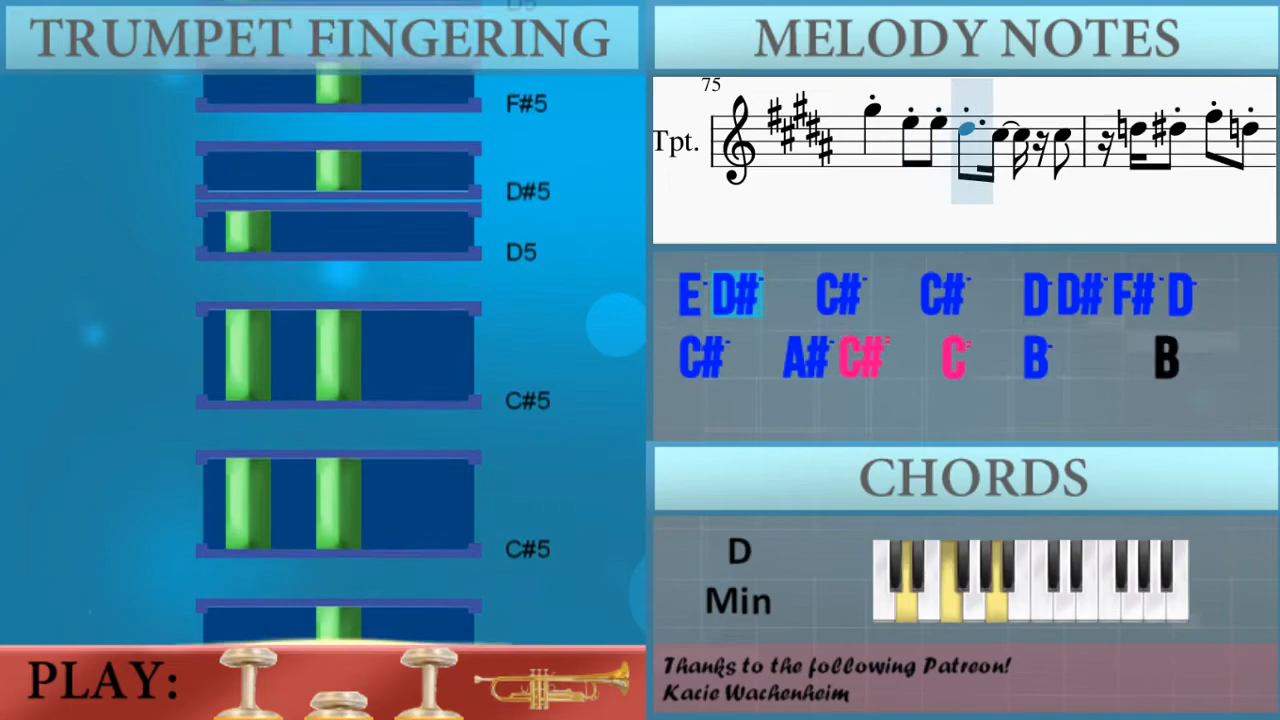 D5
TRUMPET FINGERING
F#5
D#5
D5
C#5
C#5
PLAY:
MELODY NOTES
75
Tpt.
E D# C# C# D D# F# D
C# A# C# C B B
CHORDS
D
Min
Thanks to the following Patreon!
Kacie Wachenheim